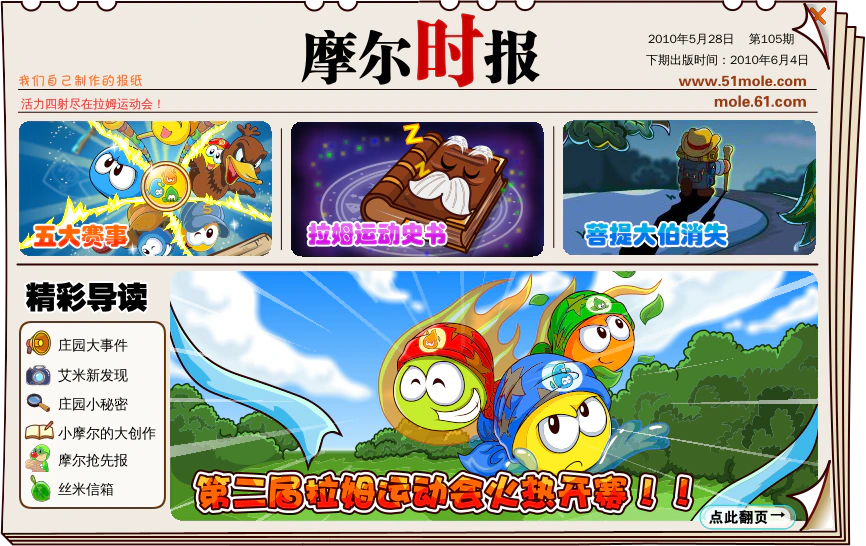 摩尔时报
2010年5月28日 第105期
下期出版时间：2010年6月4日
我们自己制作的报纸
www.51mole.com
活力四射尽在拉姆运动会！
mole.61.com
五大赛事
拉姆运动史书
菩提大伯消失
精彩导读
庄园大事件
艾米新发现
庄园小秘密
小摩尔的大创作
摩尔抢先报
丝米信箱
第二届拉姆运动会火热开赛！！
点此翻页→